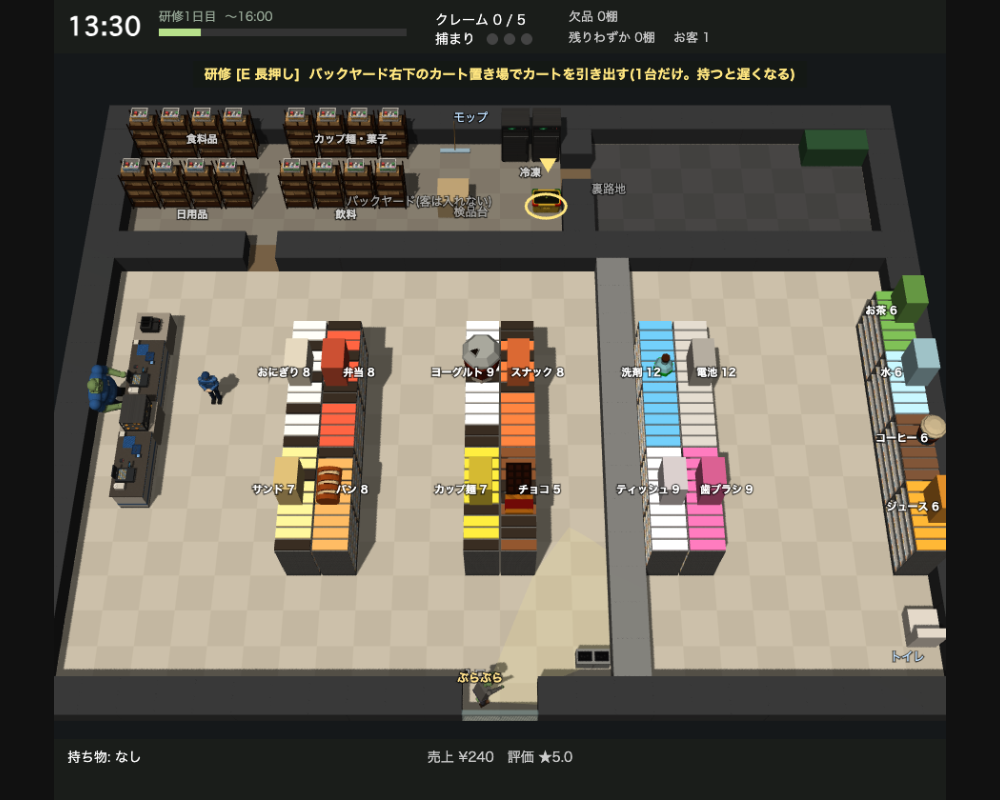 13:30
研修1日目 〜16:00
クレーム 0 / 5
捕まり
欠品 0棚
残りわずか 0棚 お客 1
研修 [E 長押し] バックヤード右下のカート置き場でカートを引き出す(1台だけ。持つと遅くなる)
モップ
食料品
カップ麺・菓子
冷凍
裏路地
バックヤード(客は入れない)
検品台
日用品
飲料
お茶 6
おにぎり 8
弁当 8
ヨーグルト 9
スナック 8
洗剤 12
電池 12
水 6
コーヒー 6
サンド 7
パン 8
カップ麺 7
チョコ 5
ティッシュ 9
歯ブラシ 9
ジュース 6
トイレ
ぶらぶら
持ち物: なし
売上 ¥240 評価 ★5.0